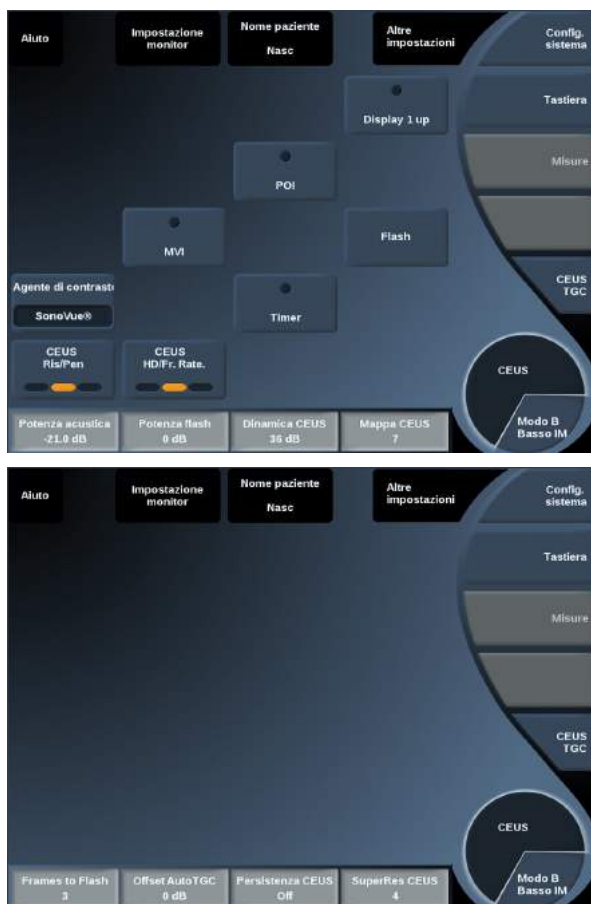 Aiuto
Impostazione
monitor
Nome paziente
Nasc
Altre
impostazioni
Config.
sistema
Display 1 up
Tastiera
POI
Misure
MVI
Flash
Agente di contrasto
SonoVue®
Timer
CEUS
TGC
CEUS
Ris/Pen
CEUS
HD/Fr. Rate.
CEUS
Modo B
Basso IM
Potenza acustica
-21.0 dB
Potenza flash
0 dB
Dinamica CEUS
36 dB
Mappa CEUS
7
Aiuto
Impostazione
monitor
Nome paziente
Nasc
Altre
impostazioni
Config.
sistema
Tastiera
Misure
CEUS
TGC
CEUS
Modo B
Basso IM
Frames to Flash
3
Offset AutoTGC
0 dB
Persistenza CEUS
Off
SuperRes CEUS
4